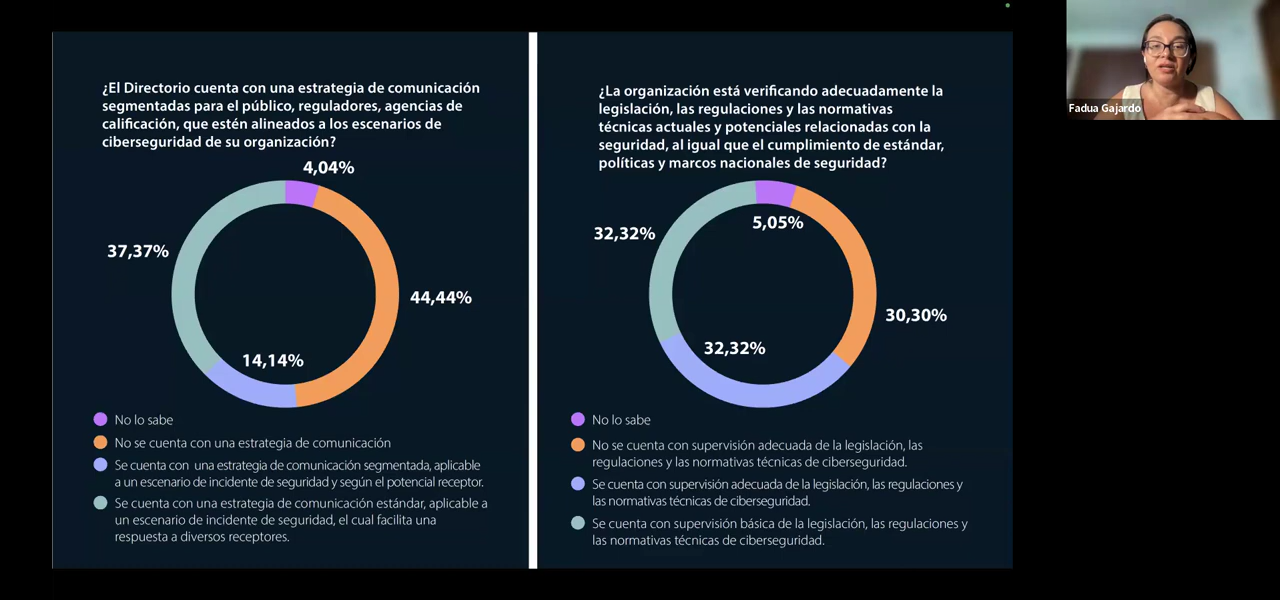 ¿El Directorio cuenta con una estrategia de comunicación
segmentadas para el público, reguladores, agencias de
calificación, que estén alineados a los escenarios de
ciberseguridad de su organización?
4,04%
37,37%
44,44%
14,14%
No lo sabe
No se cuenta con una estrategia de comunicación
Se cuenta con una estrategia de comunicación segmentada, aplicable
a un escenario de incidente de seguridad y según el potencial receptor.
Se cuenta con una estrategia de comunicación estándar, aplicable a
un escenario de incidente de seguridad, el cual facilita una
respuesta a diversos receptores.
¿La organización está verificando adecuadamente la
legislación, las regulaciones y las normativas
técnicas actuales y potenciales relacionadas con la
seguridad, al igual que el cumplimiento de estándar,
políticas y marcos nacionales de seguridad?
5,05%
32,32%
30,30%
32,32%
No lo sabe
No se cuenta con supervisión adecuada de la legislación, las
regulaciones y las normativas técnicas de ciberseguridad.
Se cuenta con supervisión adecuada de la legislación, las regulaciones y
las normativas técnicas de ciberseguridad.
Se cuenta con supervisión básica de la legislación, las regulaciones y
las normativas técnicas de ciberseguridad.
Fadua Gajardo